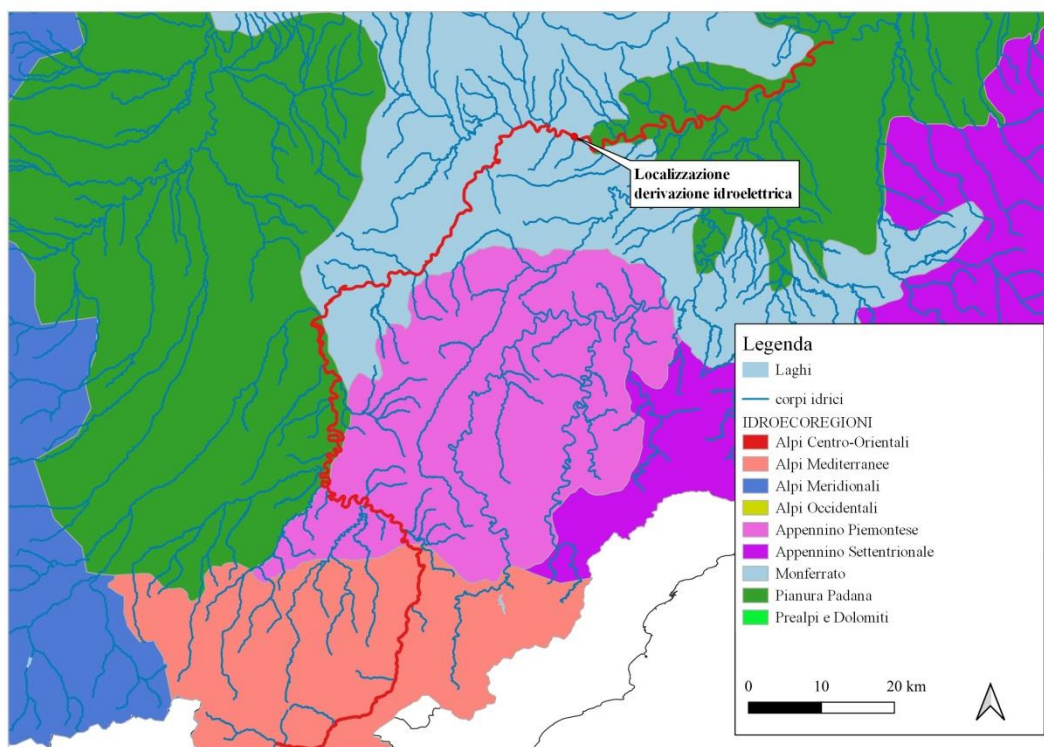 Localizzazione
derivazione idroelettrica
Legenda
Laghi
corpi idrici
IDROECOREGIONI
Alpi Centro-Orientali
Alpi Mediterranee
Alpi Meridionali
Alpi Occidentali
Appennino Piemontese
Appennino Settentrionale
Monferrato
Pianura Padana
Prealpi e Dolomiti
0 10 20 km